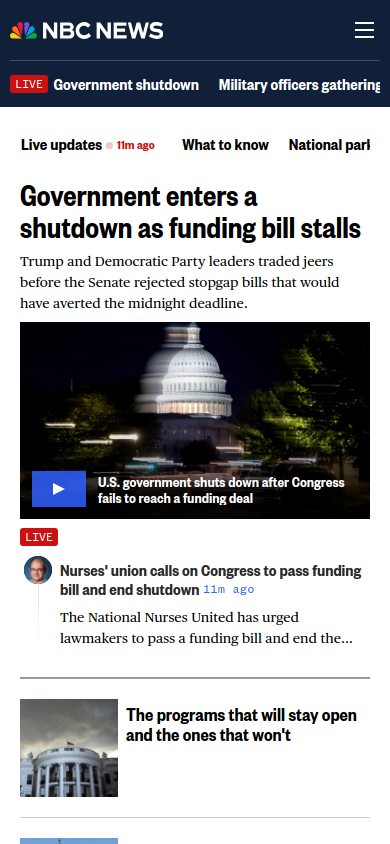 NBC NEWS
LIVE Government shutdown Military officers gathering
Live updates 11m ago What to know National park
Government enters a
shutdown as funding bill stalls
Trump and Democratic Party leaders traded jeers
before the Senate rejected stopgap bills that would
have averted the midnight deadline.
U.S. government shuts down after Congress
fails to reach a funding deal
LIVE
Nurses' union calls on Congress to pass funding
bill and end shutdown 11m ago
The National Nurses United has urged
lawmakers to pass a funding bill and end the...
The programs that will stay open
and the ones that won't